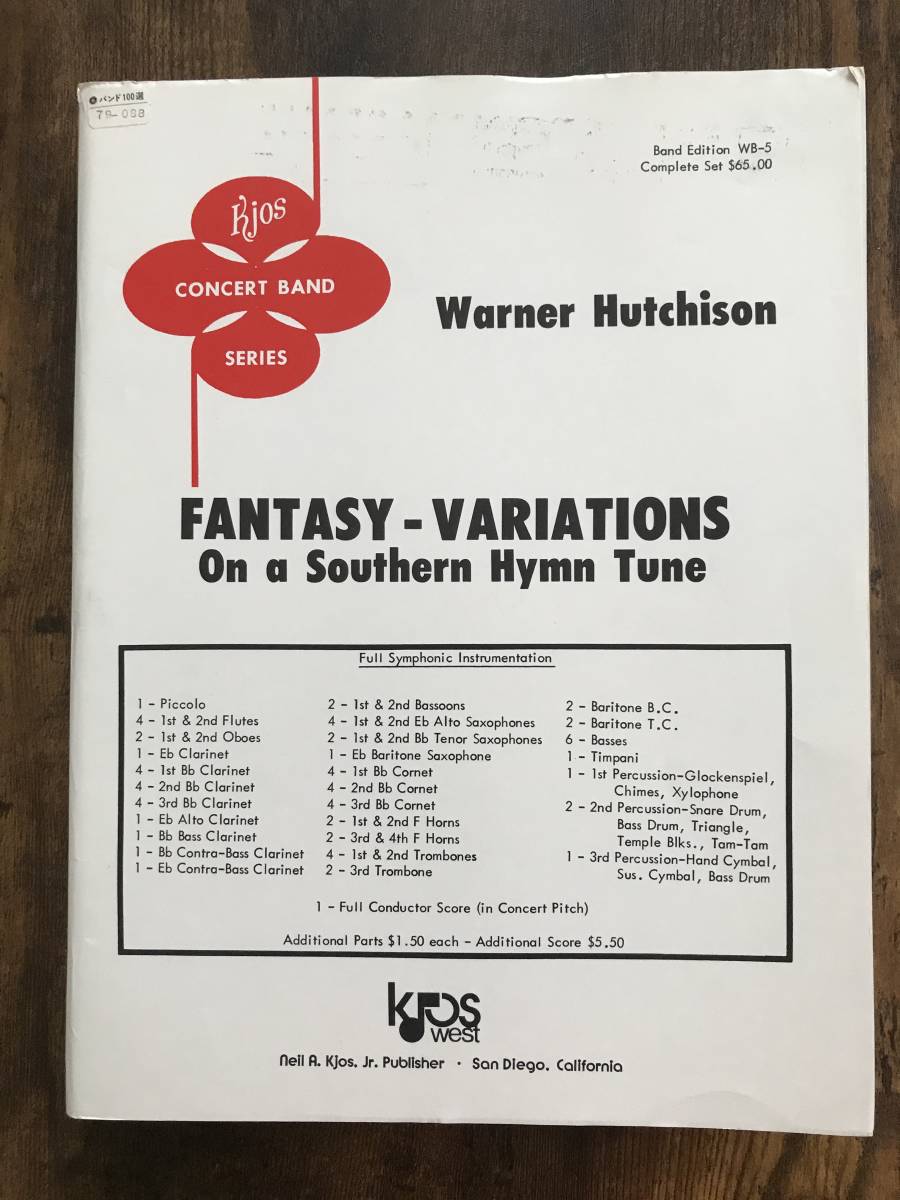 バンド100選
79-088
Band Edition WB-5
Complete Set $65.00
Kjos
CONCERT BAND
SERIES
Warner Hutchison
FANTASY - VARIATIONS
On a Southern Hymn Tune
Full Symphonic Instrumentation
1 - Piccolo
4 - 1st & 2nd Flutes
2 - 1st & 2nd Oboes
1 - Eb Clarinet
4 - 1st Bb Clarinet
4 - 2nd Bb Clarinet
4 - 3rd Bb Clarinet
1 - Eb Alto Clarinet
1 - Bb Bass Clarinet
1 - Bb Contra-Bass Clarinet
1 - Eb Contra-Bass Clarinet
2 - 1st & 2nd Bassoons
4 - 1st & 2nd Eb Alto Saxophones
2 - 1st & 2nd Bb Tenor Saxophones
1 - Eb Baritone Saxophone
4 - 1st Bb Cornet
4 - 2nd Bb Cornet
4 - 3rd Bb Cornet
2 - 1st & 2nd F Horns
2 - 3rd & 4th F Horns
4 - 1st & 2nd Trombones
2 - 3rd Trombone
2 - Baritone B.C.
2 - Baritone T.C.
6 - Basses
1 - Timpani
1 - 1st Percussion-Glockenspiel,
Chimes, Xylophone
2 - 2nd Percussion-Snare Drum,
Bass Drum, Triangle,
Temple Blks., Tam-Tam
1 - 3rd Percussion-Hand Cymbal,
Sus. Cymbal, Bass Drum
1 - Full Conductor Score (in Concert Pitch)
Additional Parts $1.50 each - Additional Score $5.50
kjos
west
Neil A. Kjos, Jr. Publisher · San Diego, California